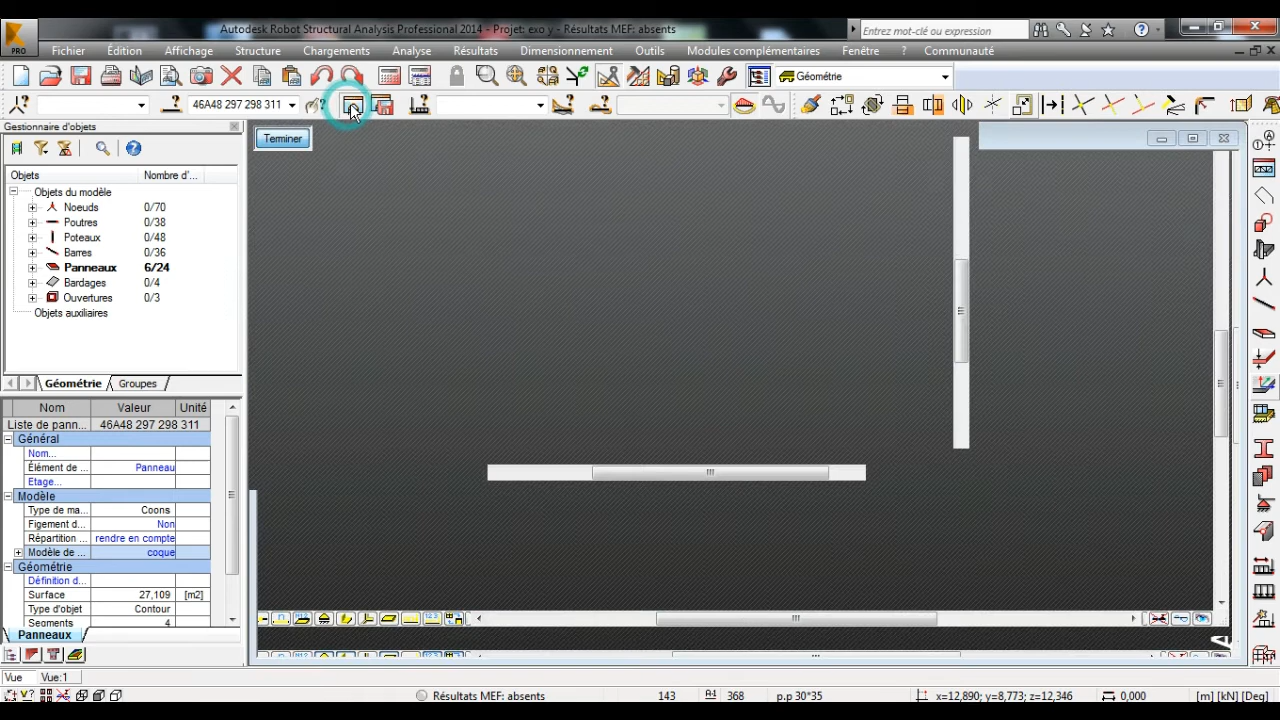 Autodesk Robot Structural Analysis Professional 2014 - Projet: exo y - Résultats MEF: absents
Entrez mot-clé ou expression
PRO
Fichier Édition Affichage Structure Chargements Analyse Résultats Dimensionnement Outils Modules complémentaires Fenêtre ? Communauté
Géométrie
46A48 297 298 311
Gestionnaire d'objets
Terminer
Objets Nombre d'...
Objets du modèle
Noeuds 0/70
Poutres 0/38
Poteaux 0/48
Barres 0/36
Panneaux 6/24
Bardages 0/4
Ouvertures 0/3
Objets auxiliaires
Géométrie Groupes
Nom Valeur Unité
Liste de pann... 46A48 297 298 311
Général
Nom...
Élément de ... Panneau
Etage...
Modèle
Type de ma... Coons
Figement d... Non
Répartition ... rendre en compte
Modèle de ... coque
Géométrie
Définition d...
Surface 27,109 [m2]
Type d'objet Contour
Segments 4
Panneaux
Vue Vue:1
Résultats MEF: absents 143 368 p.p 30*35 x=12,890; y=8,773; z=12,346 0,000 [m] [kN] [Deg]